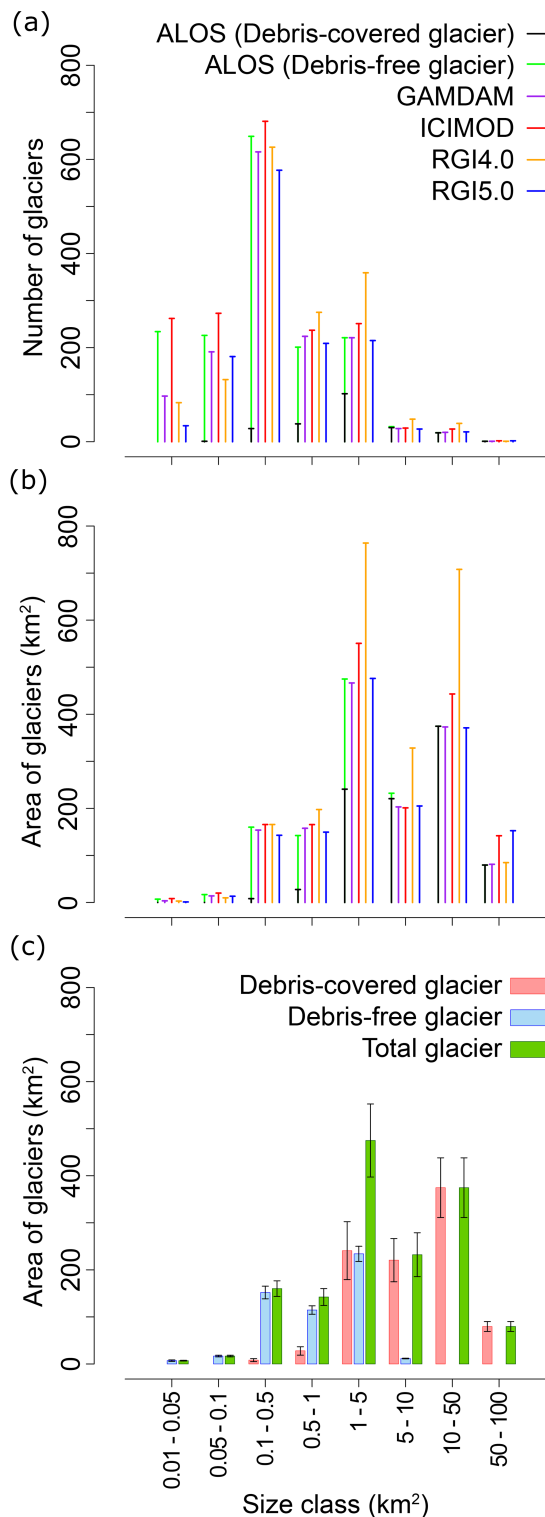 (a)
ALOS (Debris-covered glacier)
ALOS (Debris-free glacier)
GAMDAM
ICIMOD
RGI4.0
RGI5.0
Number of glaciers
800
600
400
200
0
(b)
Area of glaciers (km²)
800
600
400
200
0
(c)
Debris-covered glacier
Debris-free glacier
Total glacier
Area of glaciers (km²)
800
600
400
200
0
0.01 - 0.05
0.05 - 0.1
0.1 - 0.5
0.5 - 1
1 - 5
5 - 10
10 - 50
50 - 100
Size class (km²)